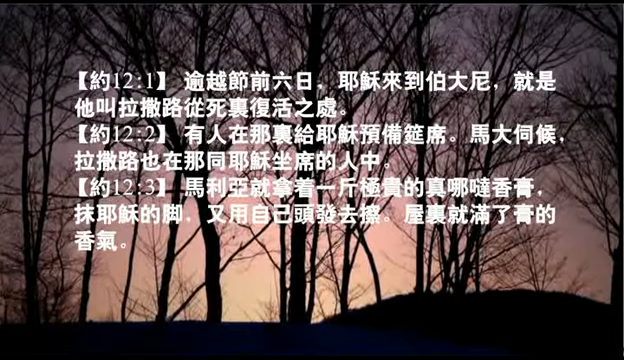 【約12:1】 逾越節前六日，耶穌來到伯大尼，就是
他叫拉撒路從死裏復活之處。
【約12:2】 有人在那裏給耶穌預備筵席。馬大伺候，
拉撒路也在那同耶穌坐席的人中。
【約12:3】 馬利亞就拿着一斤極貴的真哪噠香膏，
抹耶穌的脚，又用自己頭發去擦。屋裏就滿了膏的
香氣。